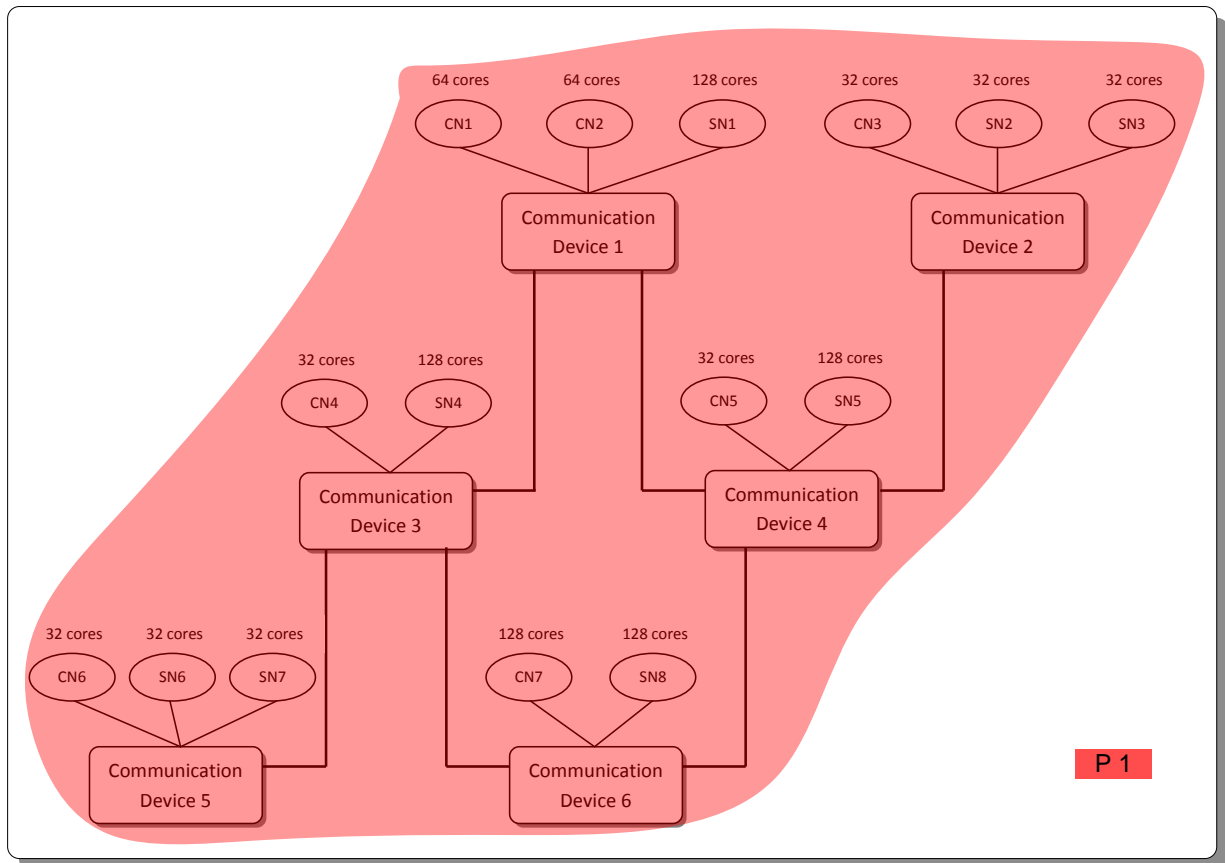 64 cores 64 cores 128 cores 32 cores 32 cores 32 cores
CN1 CN2 SN1 CN3 SN2 SN3
Communication
Device 1
Communication
Device 2
32 cores 128 cores 32 cores 128 cores
CN4 SN4 CN5 SN5
Communication
Device 3
Communication
Device 4
32 cores 32 cores 32 cores 128 cores 128 cores
CN6 SN6 SN7 CN7 SN8
Communication
Device 5
Communication
Device 6
P 1